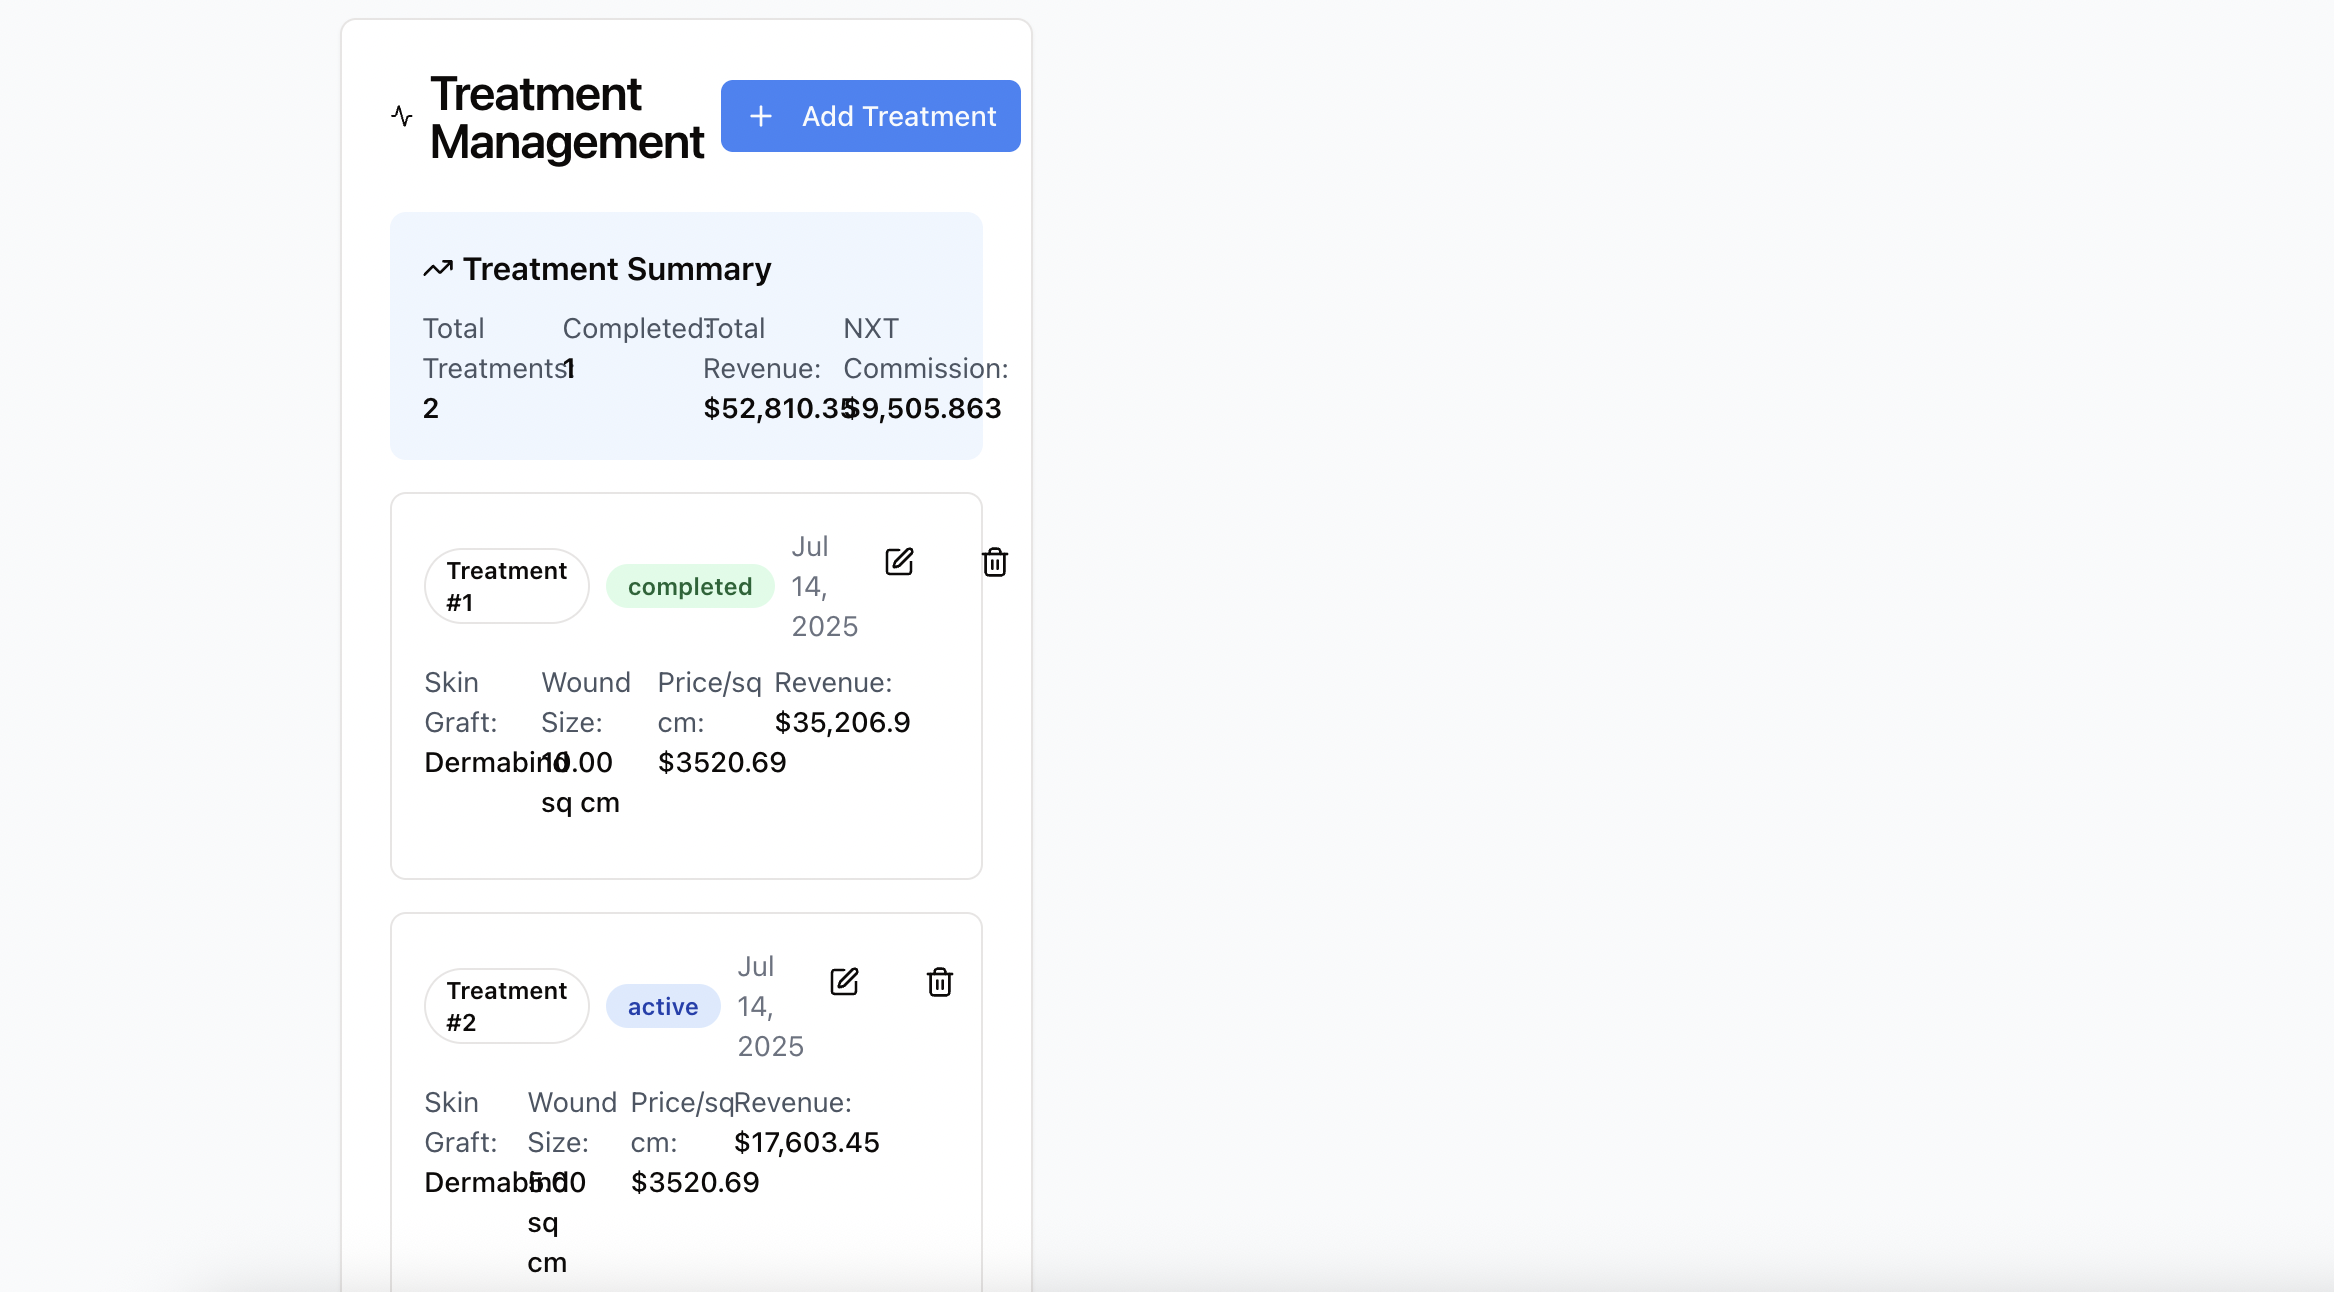 Treatment
Management
Add Treatment
Treatment Summary
Total
Treatments:
2
Completed:
1
Total
Revenue:
$52,810.35
NXT
Commission:
$9,505.863
Treatment
#1
completed
Jul
14,
2025
Skin
Graft:
Dermabind
Wound
Size:
10.00
sq cm
Price/sq
cm:
$3520.69
Revenue:
$35,206.9
Treatment
#2
active
Jul
14,
2025
Skin
Graft:
Dermabind
Wound
Size:
5.00
sq
cm
Price/sq
cm:
$3520.69
Revenue:
$17,603.45